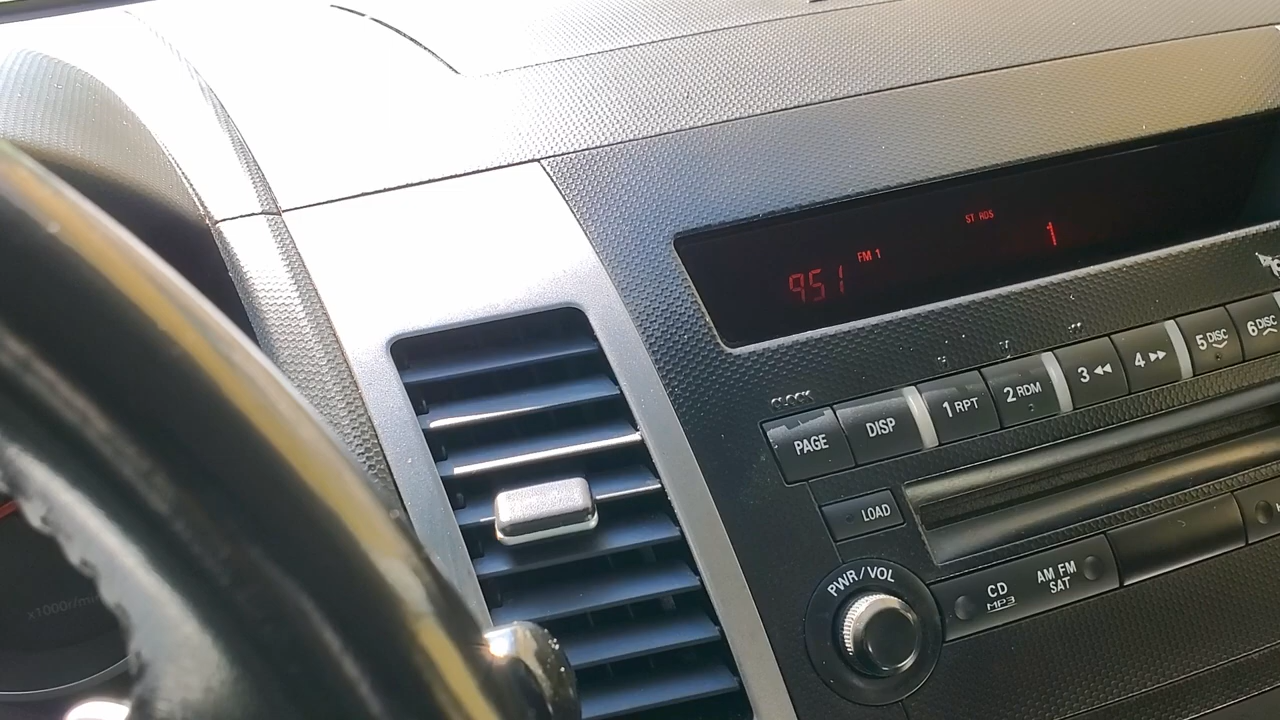 ST RDS
FM 1
951
1
CLOCK
PAGE
DISP
1 RPT
2 RDM
3
4
5 DISC
6 DISC
LOAD
PWR/VOL
CD
MP3
AM FM
SAT
x1000r/min